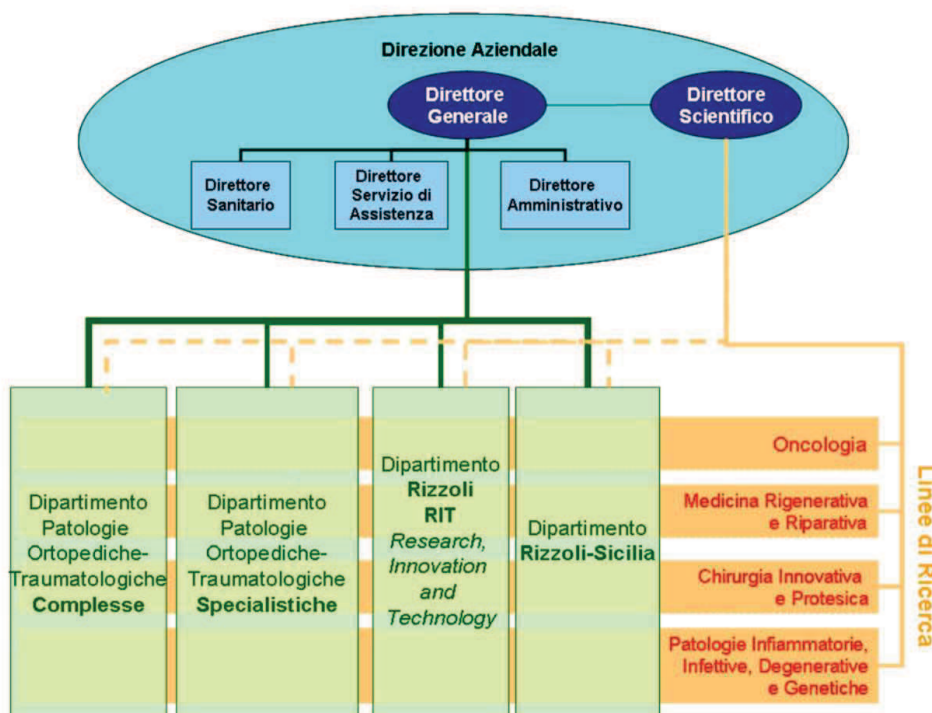 Direzione Aziendale
Direttore
Generale
Direttore
Scientifico
Direttore
Sanitario
Direttore
Servizio di
Assistenza
Direttore
Amministrativo
Dipartimento
Patologie
Ortopediche-
Traumatologiche
Complesse
Dipartimento
Patologie
Ortopediche-
Traumatologiche
Specialistiche
Dipartimento
Rizzoli
RIT
Research,
Innovation
and
Technology
Dipartimento
Rizzoli-Sicilia
Oncologia
Medicina Rigenerativa
e Riparativa
Chirurgia Innovativa
e Protesica
Patologie Infiammatorie,
Infettive, Degenerative
e Genetiche
Linee di Ricerca